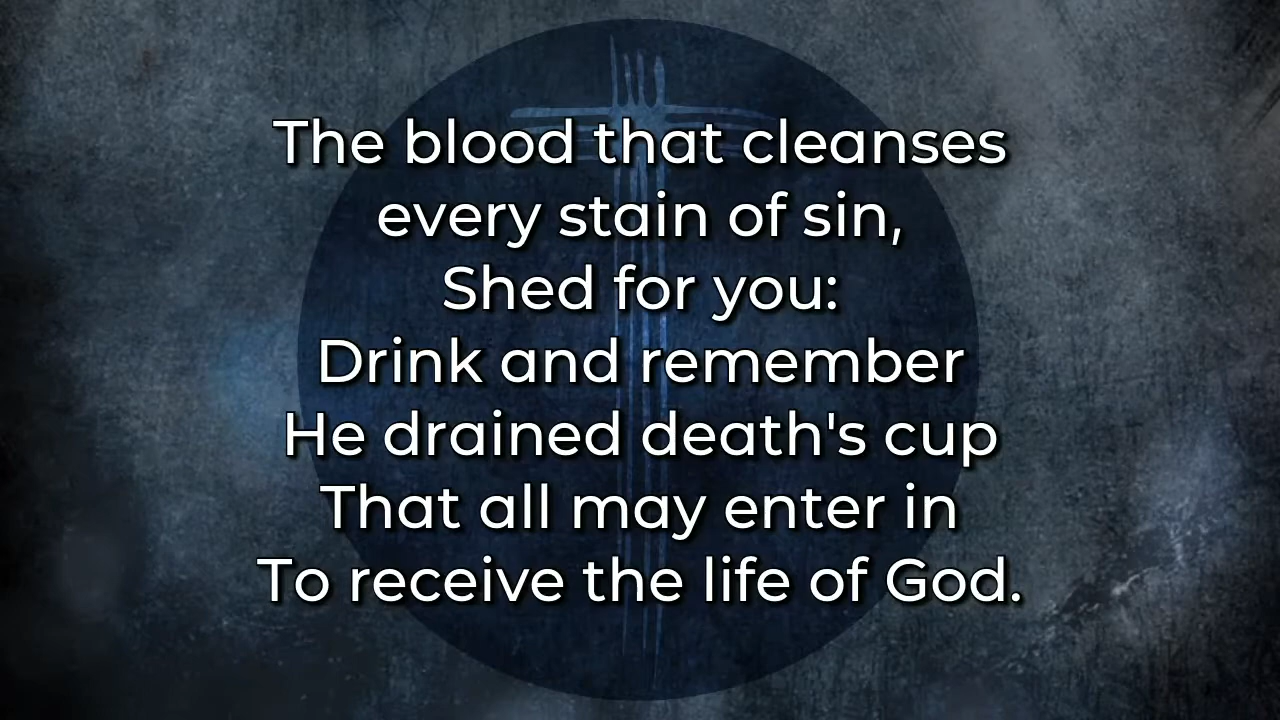 The blood that cleanses
every stain of sin,
Shed for you:
Drink and remember
He drained death's cup
That all may enter in
To receive the life of God.